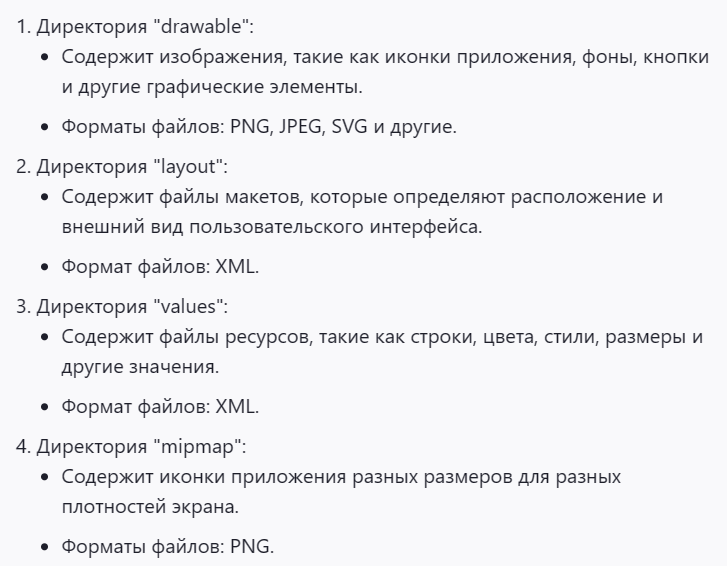 1. Директория "drawable":
• Содержит изображения, такие как иконки приложения, фоны, кнопки
и другие графические элементы.
• Форматы файлов: PNG, JPEG, SVG и другие.
2. Директория "layout":
• Содержит файлы макетов, которые определяют расположение и
внешний вид пользовательского интерфейса.
• Формат файлов: XML.
3. Директория "values":
• Содержит файлы ресурсов, такие как строки, цвета, стили, размеры и
другие значения.
• Формат файлов: XML.
4. Директория "mipmap":
• Содержит иконки приложения разных размеров для разных
плотностей экрана.
• Форматы файлов: PNG.